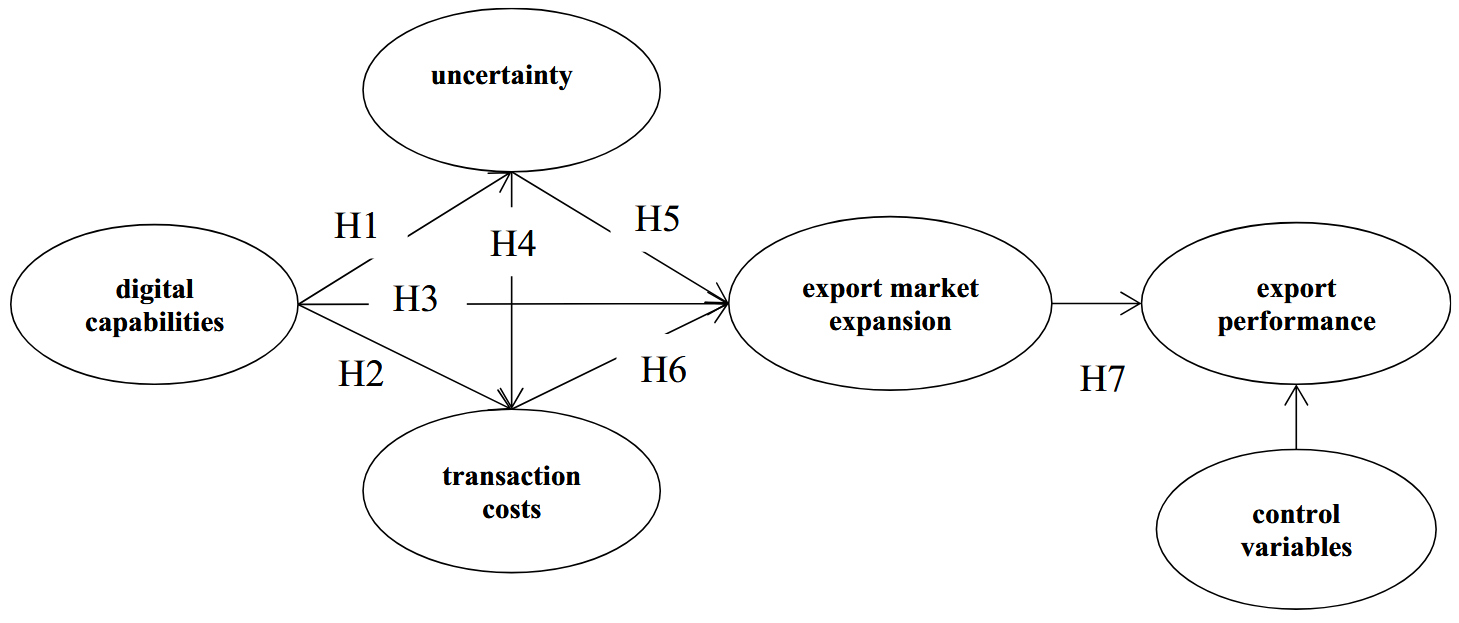 uncertainty
H1
H5
H4
digital
capabilities
H3
export market
expansion
export
performance
H2
H6
H7
transaction
costs
control
variables